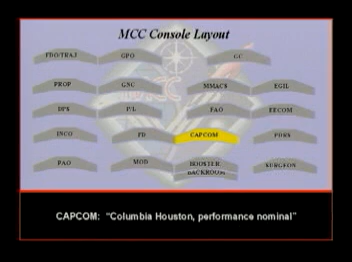 MCC Console Layout
FDO/TRAJ GPO GC
PROP GNC MMACS EGIL
DPS P/L FAO EECOM
INCO FD CAPCOM PDRS
PAO MOD BOOSTER SURGEON
BACKROOM
CAPCOM: "Columbia Houston, performance nominal"